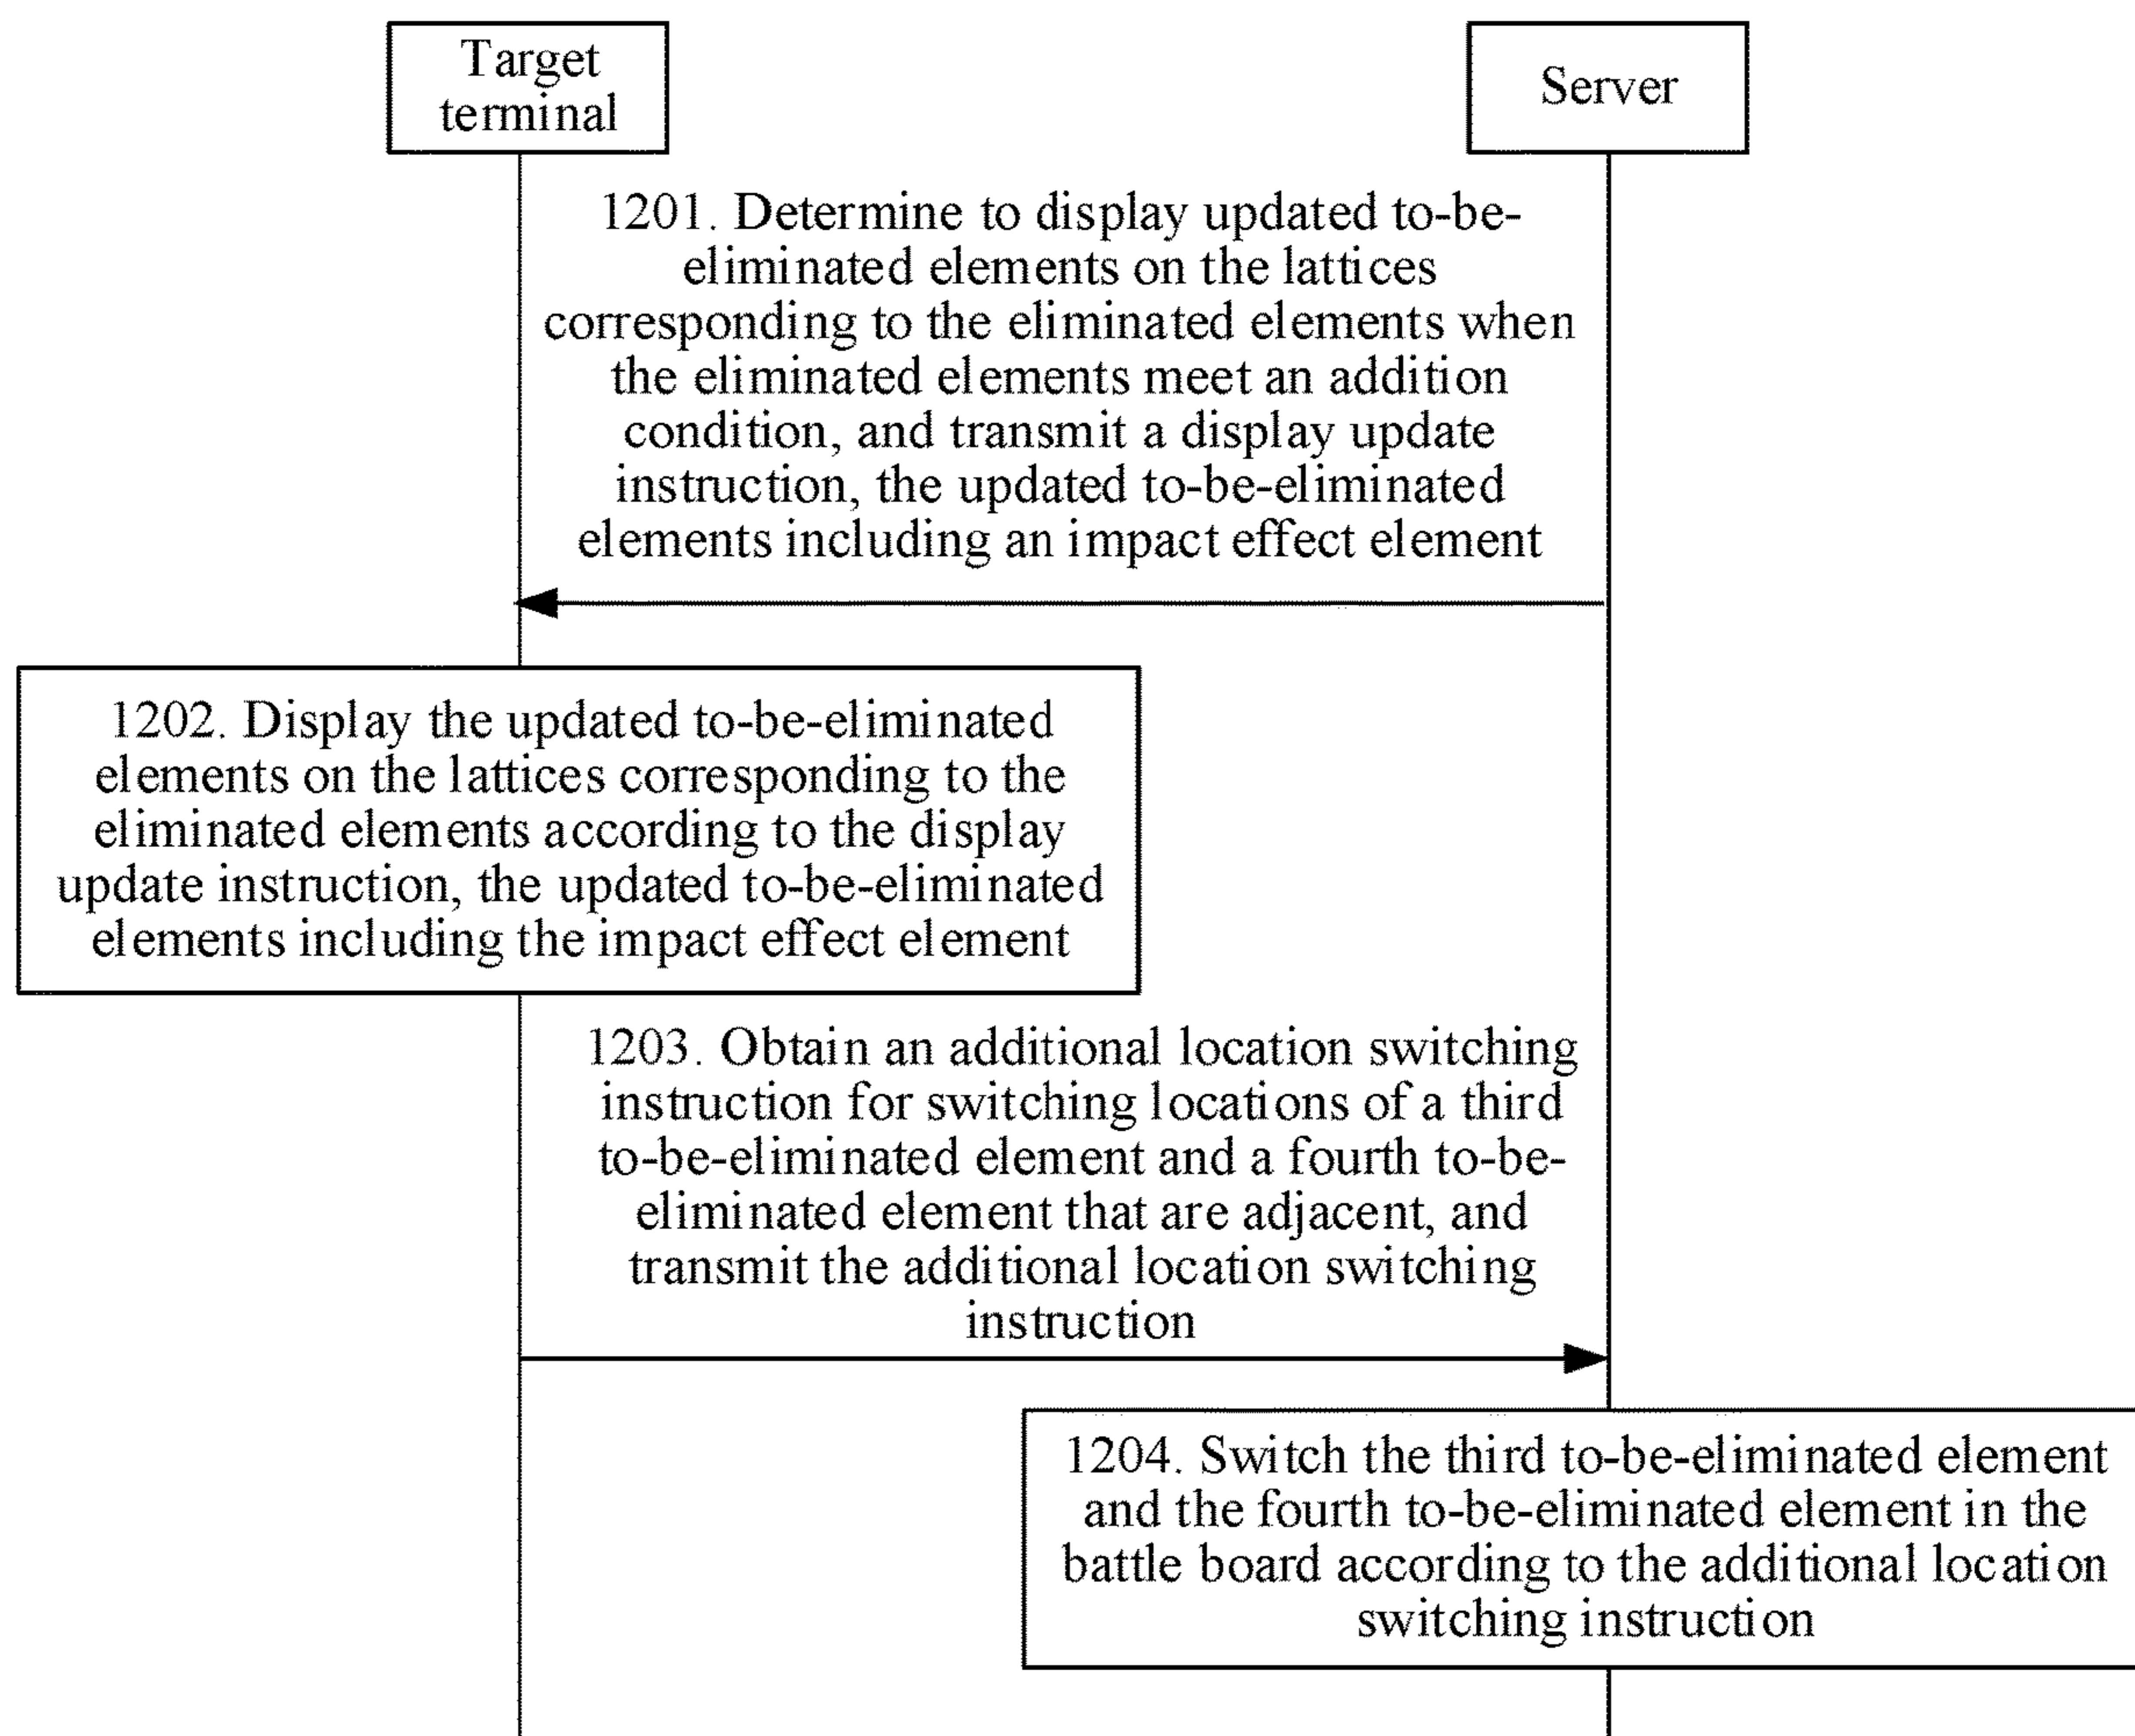 Target
terminal
Server
1201. Determine to display updated to-be-
eliminated elements on the lattices
corresponding to the eliminated elements when
the eliminated elements meet an addition
condition, and transmit a display update
instruction, the updated to-be-eliminated
elements including an impact effect element
1202. Display the updated to-be-eliminated
elements on the lattices corresponding to the
eliminated elements according to the display
update instruction, the updated to-be-eliminated
elements including the impact effect element
1203. Obtain an additional location switching
instruction for switching locations of a third
to-be-eliminated element and a fourth to-be-
eliminated element that are adjacent, and
transmit the additional location switching
instruction
1204. Switch the third to-be-eliminated element
and the fourth to-be-eliminated element in the
battle board according to the additional location
switching instruction